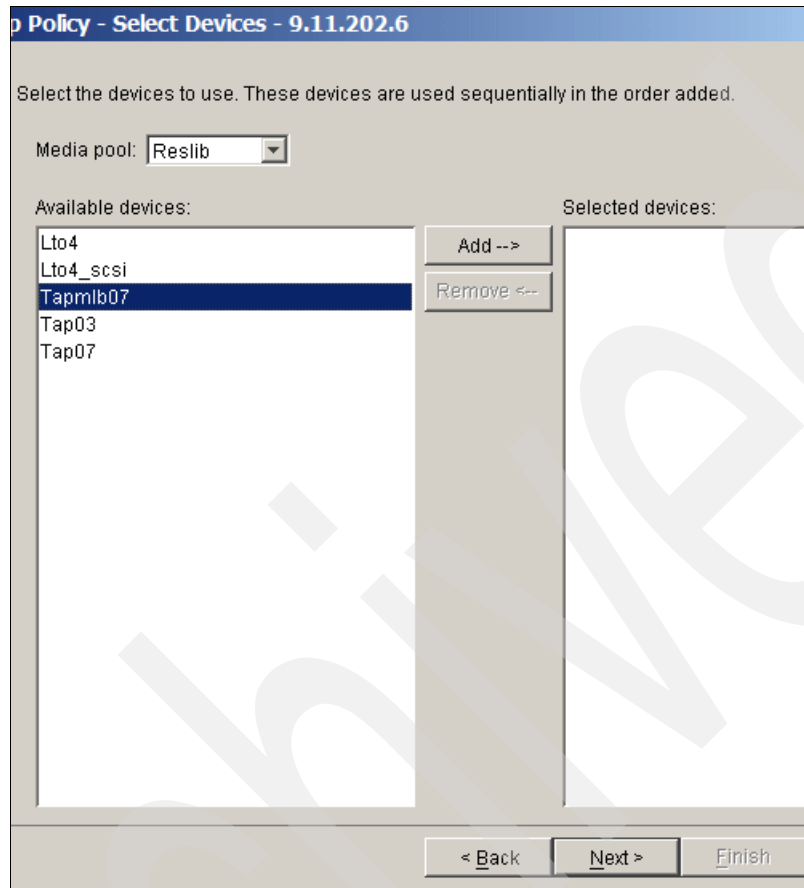 p Policy - Select Devices - 9.11.202.6
Select the devices to use. These devices are used sequentially in the order added.
Media pool: Reslib
Available devices:
Selected devices:
Lto4
Lto4_scsi
Tapmlb07
Tap03
Tap07
Add -->
Remove <--
< Back
Next >
Finish